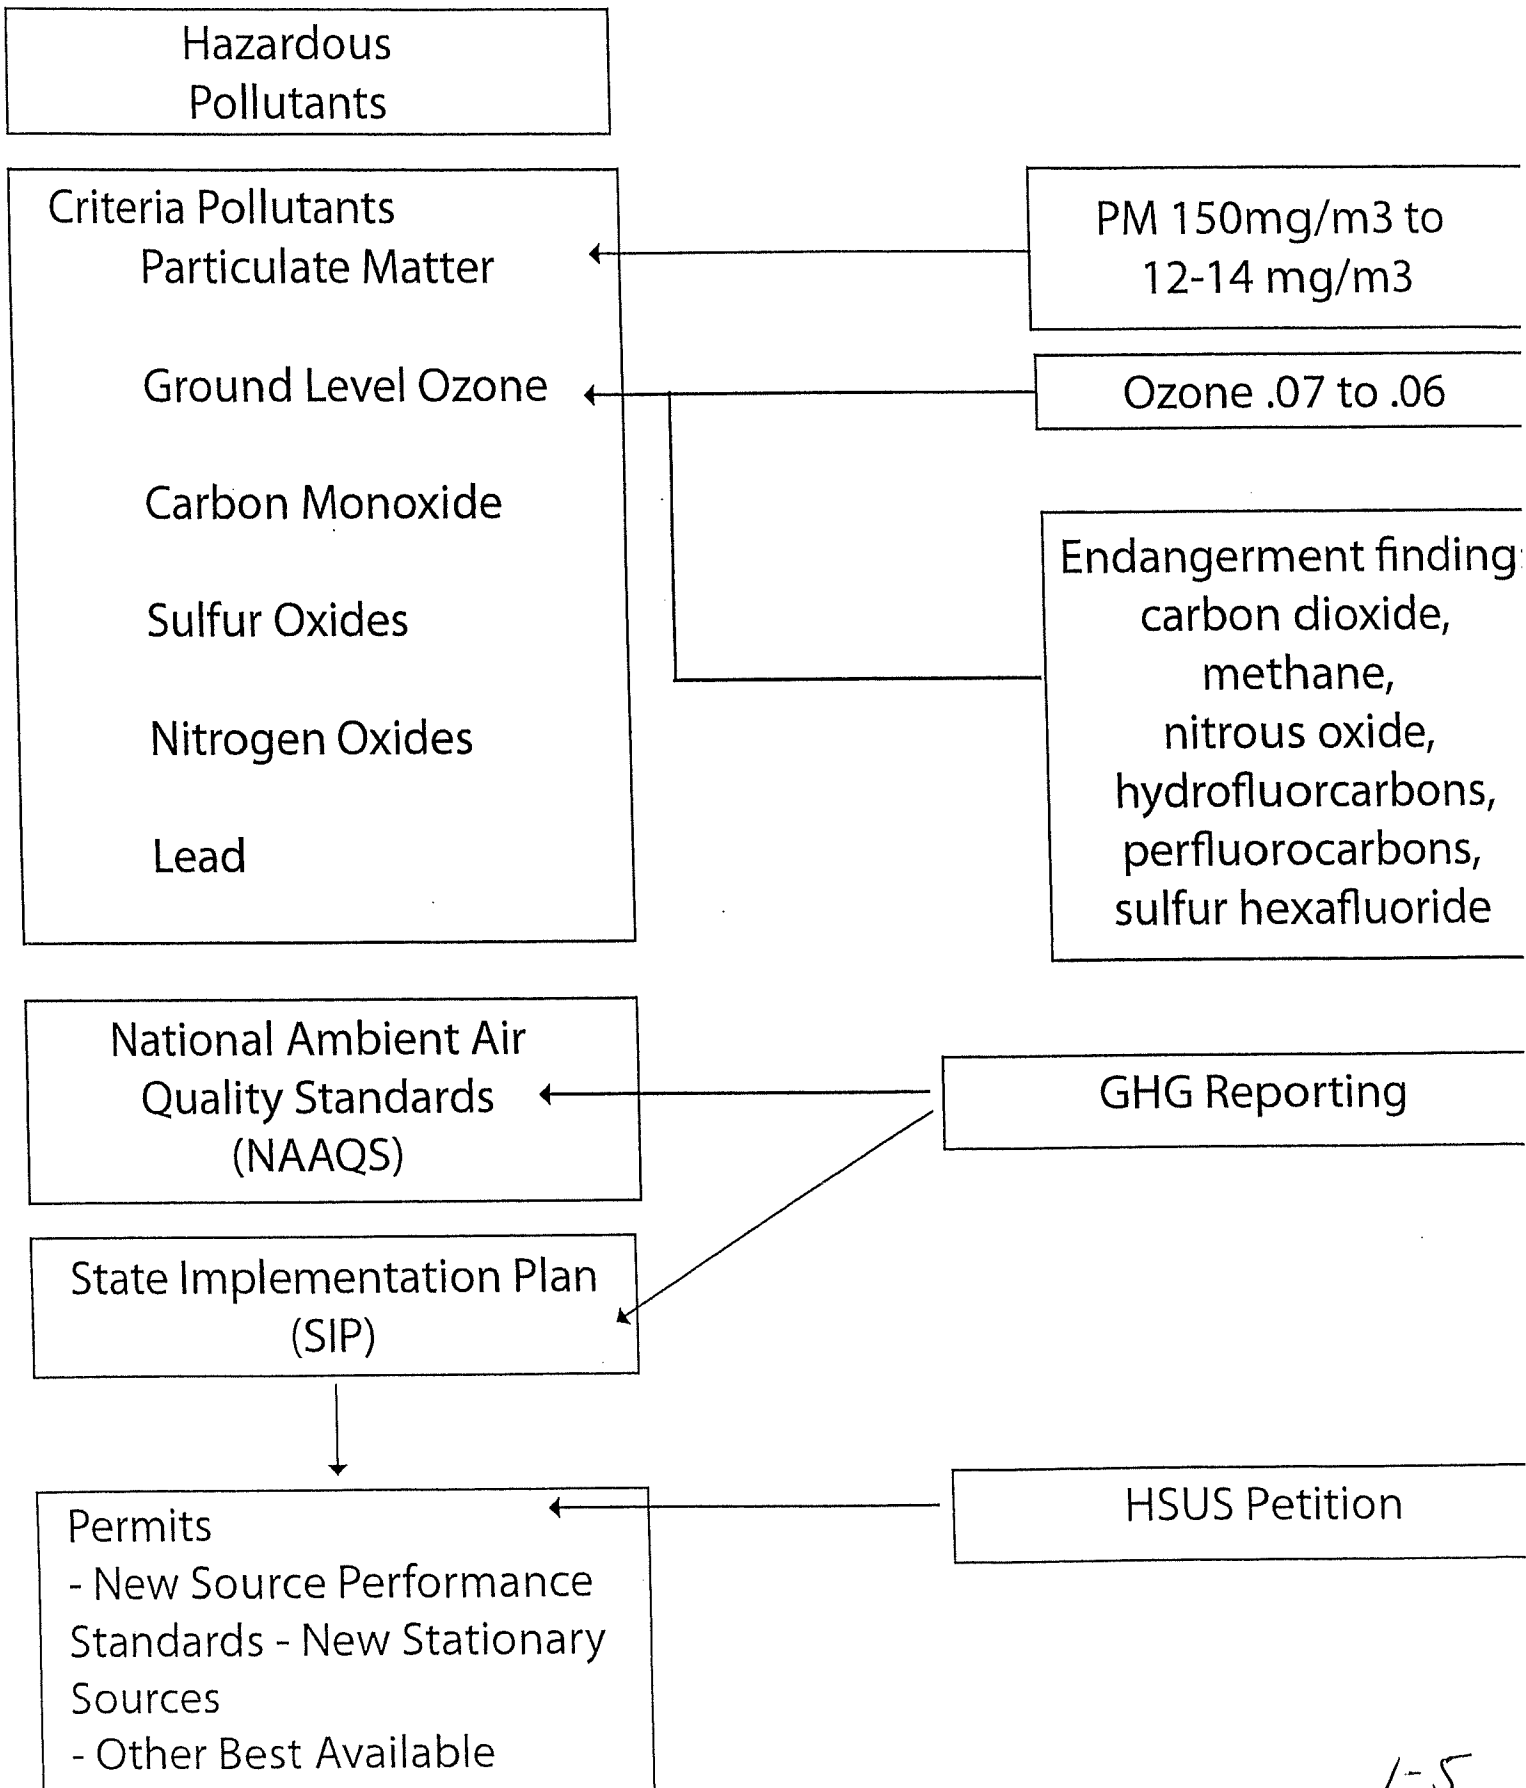 Hazardous
Pollutants
Criteria Pollutants
Particulate Matter
Ground Level Ozone
Carbon Monoxide
Sulfur Oxides
Nitrogen Oxides
Lead
PM 150mg/m3 to
12-14 mg/m3
Ozone .07 to .06
Endangerment finding:
carbon dioxide,
methane,
nitrous oxide,
hydrofluorcarbons,
perfluorocarbons,
sulfur hexafluoride
National Ambient Air
Quality Standards
(NAAQS)
GHG Reporting
State Implementation Plan
(SIP)
Permits
- New Source Performance
Standards - New Stationary
Sources
- Other Best Available
HSUS Petition
1-5